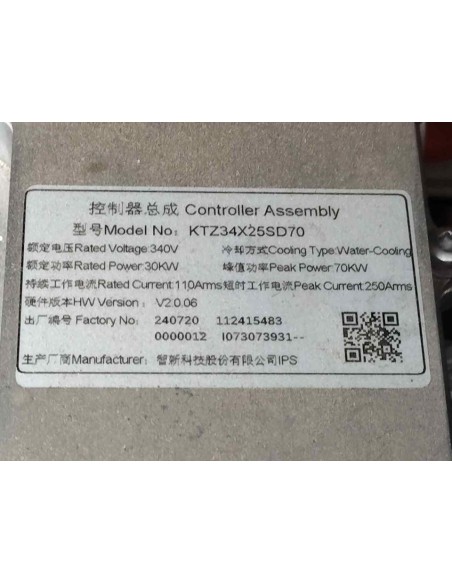 控制器总成 Controller Assembly
型号Model No： KTZ34X25SD70
额定电压Rated Voltage: 340V 冷却方式Cooling Type: Water-Cooling
额定功率Rated Power: 30KW 峰值功率Peak Power: 70KW
持续工作电流Rated Current: 110Arms 短时工作电流Peak Current: 250Arms
硬件版本HW Version： V2.0.06
出厂编号 Factory No: 240720 112415483
0000012 I073073931--
生产厂商Manufacturer: 智新科技股份有限公司IPS